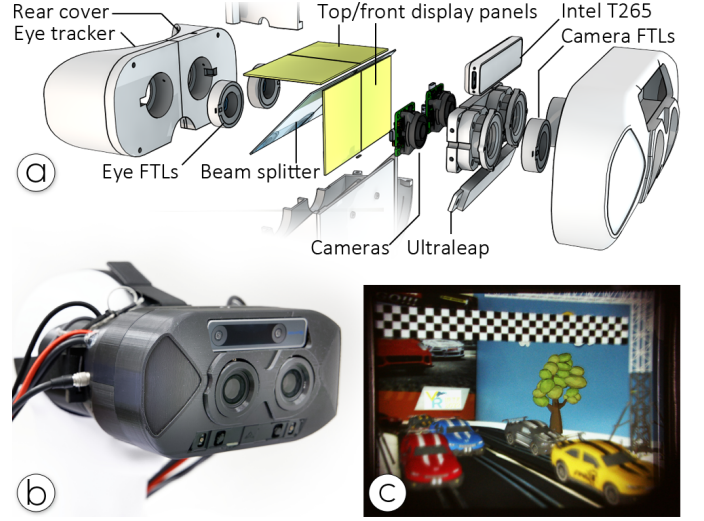 Rear cover
Eye tracker
Top/front display panels
Intel T265
Camera FTLs
Eye FTLs
Beam splitter
Cameras
Ultraleap
a
b
c